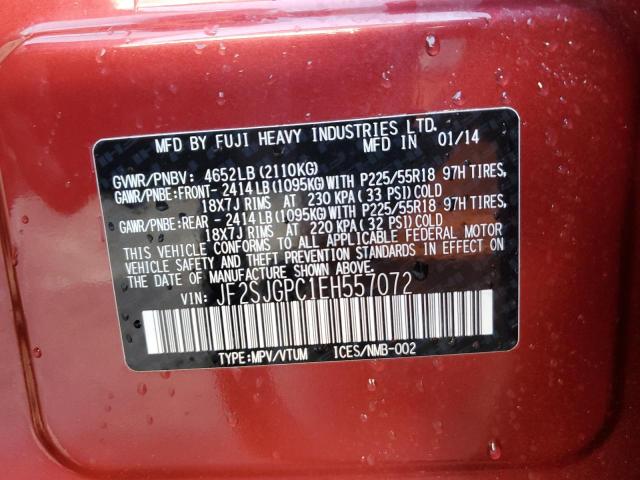 MFD BY FUJI HEAVY INDUSTRIES LTD.
MFD IN 01/14
GVWR/PNBV: 4652LB(2110KG)
GAWR/PNBE:FRONT- 2414LB(1095KG)WITH P225/55R18 97H TIRES,
18X7J RIMS AT 230 KPA( 33 PSI) COLD
GAWR/PNBE:REAR - 2414LB(1095KG)WITH P225/55R18 97H TIRES,
18X7J RIMS AT 220 KPA( 32 PSI) COLD
THIS VEHICLE CONFORMS TO ALL APPLICABLE FEDERAL MOTOR
VEHICLE SAFETY AND THEFT PREVENTION STANDARDS IN EFFECT ON
THE DATE OF MANUFACTURE SHOWN ABOVE.
VIN: JF2SJGPC1EH557072
TYPE:MPV/VTUM ICES/NMB-002